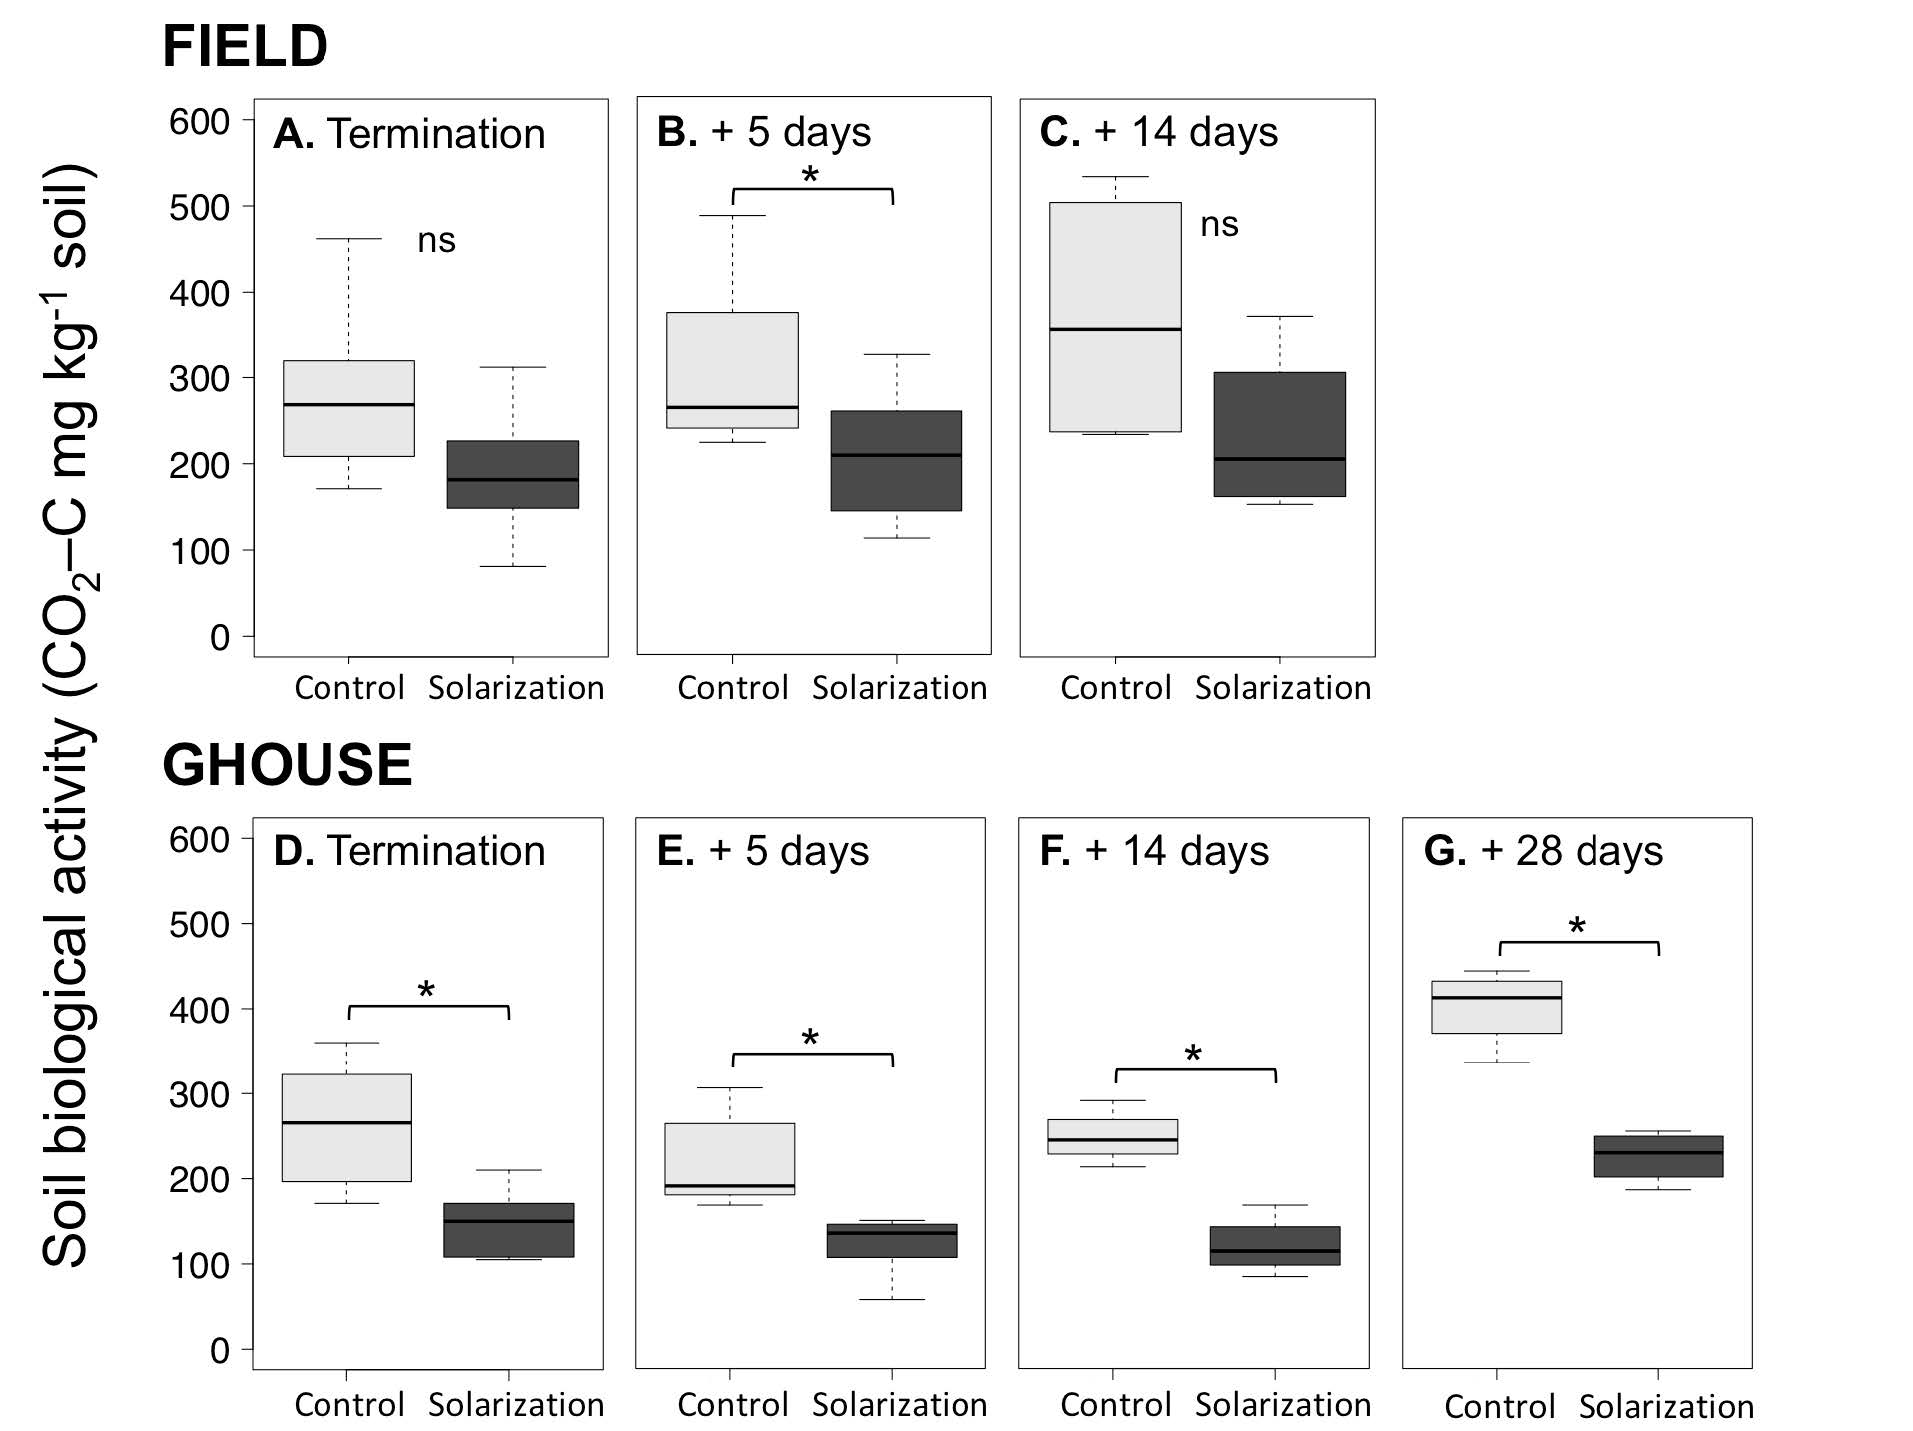 FIELD
Soil biological activity (CO₂–C mg kg⁻¹ soil)
600
500
400
300
200
100
0
A. Termination
ns
Control Solarization
B. + 5 days
*
Control Solarization
C. + 14 days
ns
Control Solarization
GHOUSE
600
500
400
300
200
100
0
D. Termination
*
Control Solarization
E. + 5 days
*
Control Solarization
F. + 14 days
*
Control Solarization
G. + 28 days
*
Control Solarization